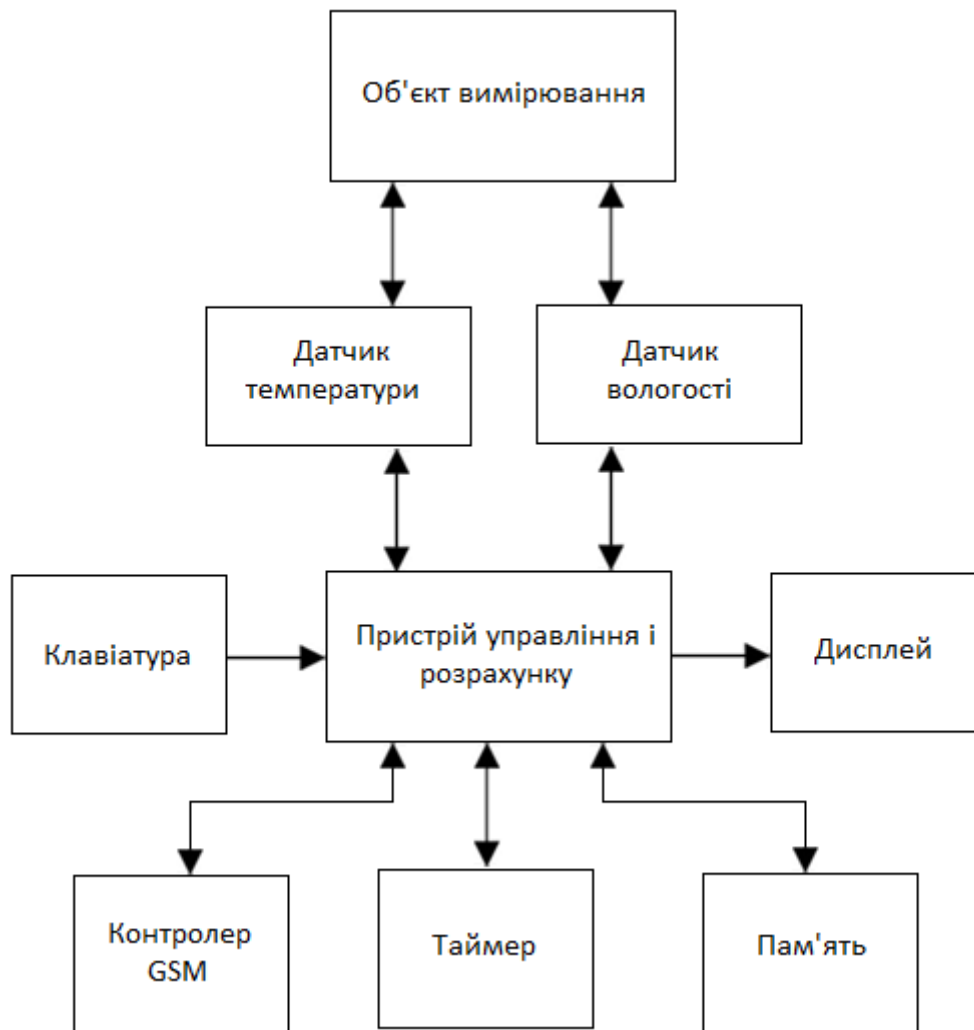 Об'єкт вимірювання
Датчик
температури
Датчик
вологості
Клавіатура
Пристрій управління і
розрахунку
Дисплей
Контролер
GSM
Таймер
Пам'ять